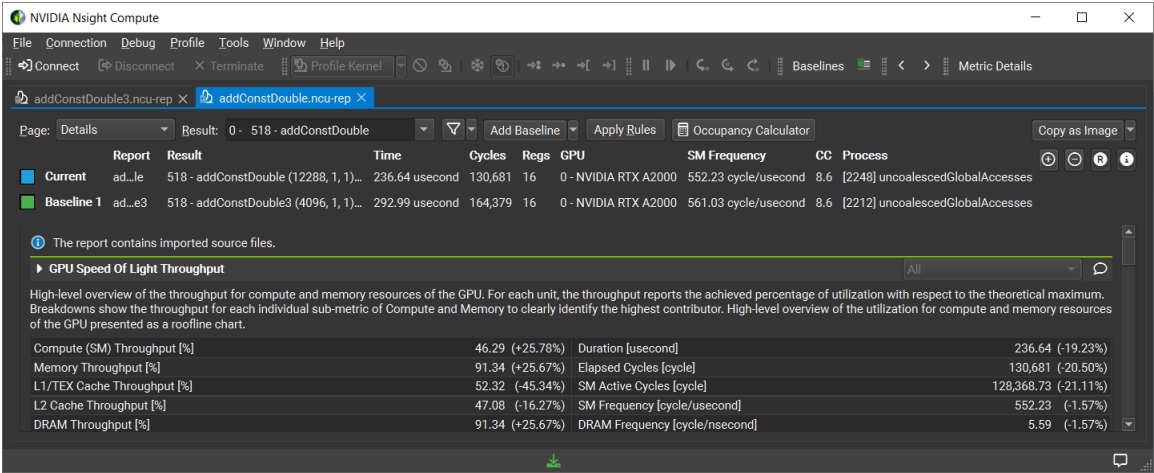 NVIDIA Nsight Compute
File Connection Debug Profile Tools Window Help
Connect Disconnect Terminate Profile Kernel Baselines Metric Details
addConstDouble3.ncu-rep addConstDouble.ncu-rep
Page: Details Result: 0 - 518 - addConstDouble Add Baseline Apply Rules Occupancy Calculator Copy as Image
Report Result Time Cycles Regs GPU SM Frequency CC Process
Current ad...le 518 - addConstDouble (12288, 1, 1)... 236.64 usecond 130,681 16 0 - NVIDIA RTX A2000 552.23 cycle/usecond 8.6 [2248] uncoalescedGlobalAccesses
Baseline 1 ad...e3 518 - addConstDouble3 (4096, 1, 1)... 292.99 usecond 164,379 16 0 - NVIDIA RTX A2000 561.03 cycle/usecond 8.6 [2212] uncoalescedGlobalAccesses
The report contains imported source files.
GPU Speed Of Light Throughput All
High-level overview of the throughput for compute and memory resources of the GPU. For each unit, the throughput reports the achieved percentage of utilization with respect to the theoretical maximum.
Breakdowns show the throughput for each individual sub-metric of Compute and Memory to clearly identify the highest contributor. High-level overview of the utilization for compute and memory resources
of the GPU presented as a roofline chart.
Compute (SM) Throughput [%] 46.29 (+25.78%) Duration [usecond] 236.64 (-19.23%)
Memory Throughput [%] 91.34 (+25.67%) Elapsed Cycles [cycle] 130,681 (-20.50%)
L1/TEX Cache Throughput [%] 52.32 (-45.34%) SM Active Cycles [cycle] 128,368.73 (-21.11%)
L2 Cache Throughput [%] 47.08 (-16.27%) SM Frequency [cycle/usecond] 552.23 (-1.57%)
DRAM Throughput [%] 91.34 (+25.67%) DRAM Frequency [cycle/nsecond] 5.59 (-1.57%)